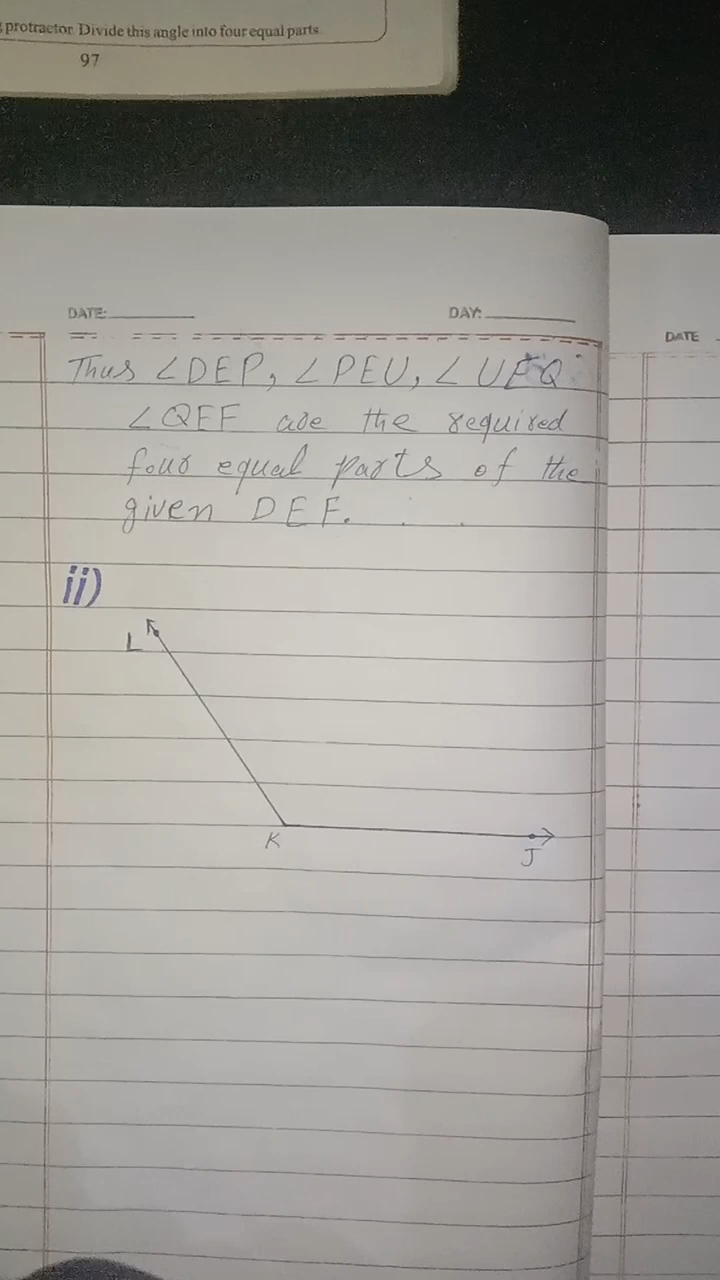 protractor. Divide this angle into four equal parts.
97
DATE: DAY:
DATE
Thus ∠DEP, ∠PEU, ∠UEQ
∠QEF are the required
four equal parts of the
given DEF.
ii)
L
K
J